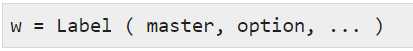 w = Label ( master, option, ... )